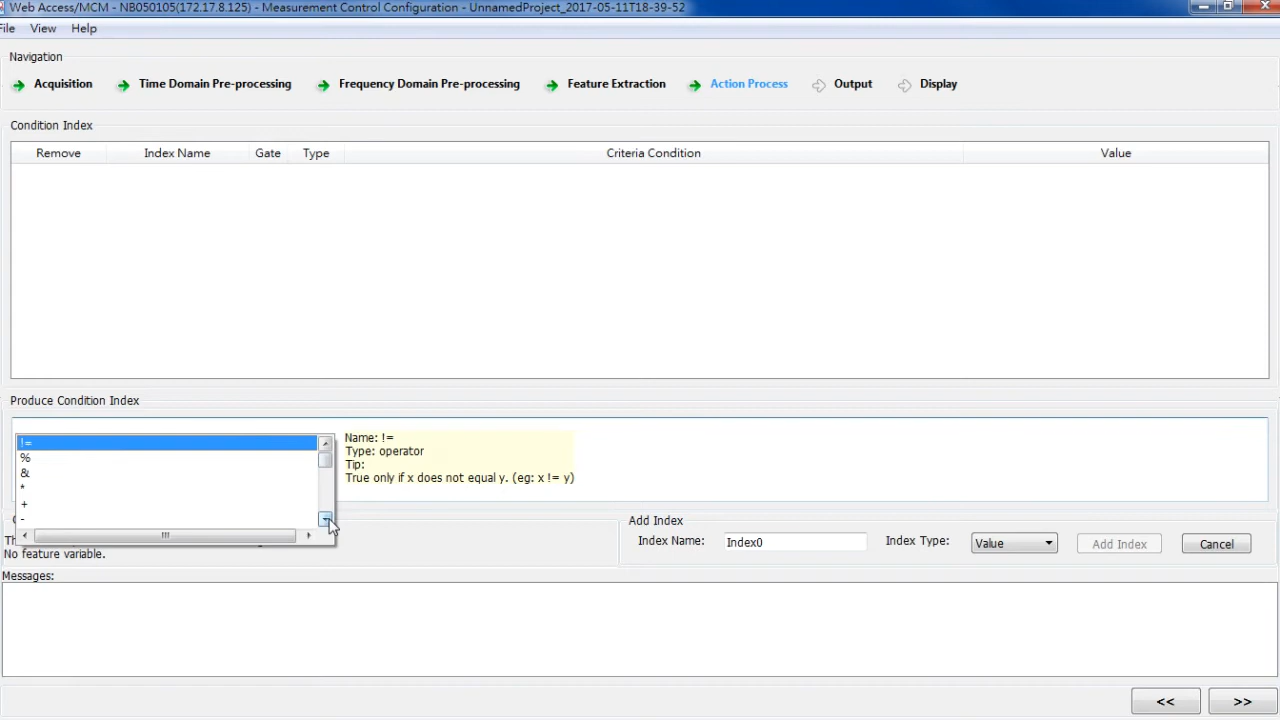 Web Access/MCM - NB050105(172.17.8.125) - Measurement Control Configuration - UnnamedProject_2017-05-11T18-39-52
File View Help
Navigation
Acquisition Time Domain Pre-processing Frequency Domain Pre-processing Feature Extraction Action Process Output Display
Condition Index
Remove Index Name Gate Type Criteria Condition Value
Produce Condition Index
!=
%
&
*
+
-
Name: !=
Type: operator
Tip:
True only if x does not equal y. (eg: x != y)
No feature variable.
Add Index
Index Name: Index0 Index Type: Value Add Index Cancel
Messages:
<< >>